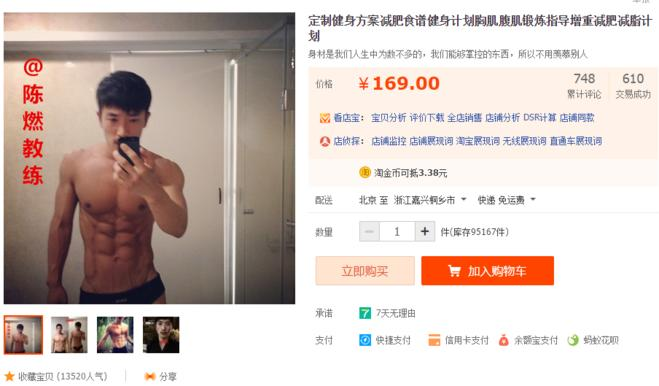 @陈燃教练
定制健身方案减肥食谱健身计划胸肌腹肌锻炼指导增重减肥减脂计
划
身材是我们人生中为数不多的，我们能够掌控的东西，所以不用羡慕别人
价格 ¥169.00 748 610
累计评论 交易成功
看店宝： 宝贝分析 评价下载 全店销售 店铺分析 DSR计算 店铺同款
店侦探： 店铺监控 店铺展现词 淘宝展现词 无线展现词 直通车展现词
淘金币可抵3.38元
配送 北京 至 浙江嘉兴桐乡市 快递 免运费
数量 − 1 + 件(库存95167件)
立即购买 加入购物车
承诺 7 7天无理由
支付 快捷支付 信用卡支付 余额宝支付 蚂蚁花呗
收藏宝贝 (13520人气) 分享